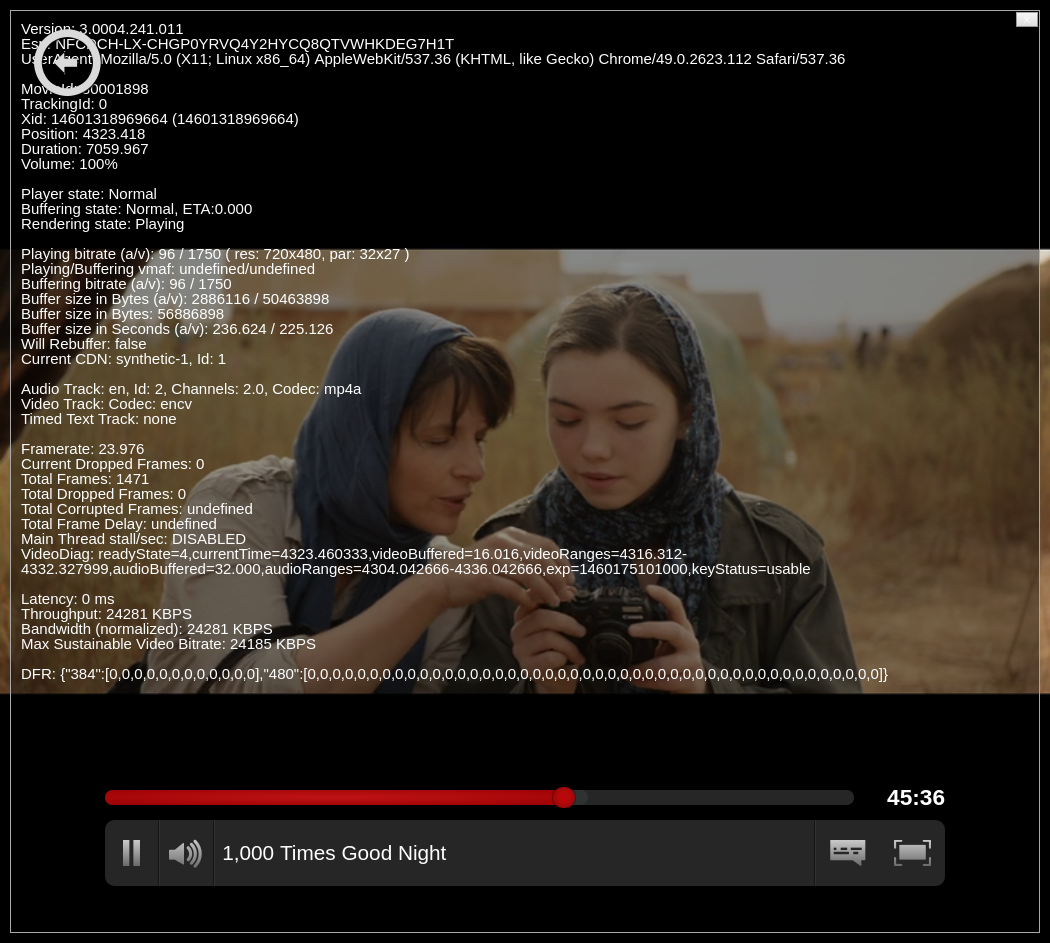 Version: 3.0004.241.011
Esn: NFCDCH-LX-CHGP0YRVQ4Y2HYCQ8QTVWHKDEG7H1T
UserAgent: Mozilla/5.0 (X11; Linux x86_64) AppleWebKit/537.36 (KHTML, like Gecko) Chrome/49.0.2623.112 Safari/537.36
MovieId: 80001898
TrackingId: 0
Xid: 14601318969664 (14601318969664)
Position: 4323.418
Duration: 7059.967
Volume: 100%
Player state: Normal
Buffering state: Normal, ETA:0.000
Rendering state: Playing
Playing bitrate (a/v): 96 / 1750 ( res: 720x480, par: 32x27 )
Playing/Buffering vmaf: undefined/undefined
Buffering bitrate (a/v): 96 / 1750
Buffer size in Bytes (a/v): 2886116 / 50463898
Buffer size in Bytes: 56886898
Buffer size in Seconds (a/v): 236.624 / 225.126
Will Rebuffer: false
Current CDN: synthetic-1, Id: 1
Audio Track: en, Id: 2, Channels: 2.0, Codec: mp4a
Video Track: Codec: encv
Timed Text Track: none
Framerate: 23.976
Current Dropped Frames: 0
Total Frames: 1471
Total Dropped Frames: 0
Total Corrupted Frames: undefined
Total Frame Delay: undefined
Main Thread stall/sec: DISABLED
VideoDiag: readyState=4,currentTime=4323.460333,videoBuffered=16.016,videoRanges=4316.312-
4332.327999,audioBuffered=32.000,audioRanges=4304.042666-4336.042666,exp=1460175101000,keyStatus=usable
Latency: 0 ms
Throughput: 24281 KBPS
Bandwidth (normalized): 24281 KBPS
Max Sustainable Video Bitrate: 24185 KBPS
DFR: {"384":[0,0,0,0,0,0,0,0,0,0,0,0],"480":[0,0,0,0,0,0,0,0,0,0,0,0,0,0,0,0,0,0,0,0,0,0,0,0,0,0,0,0,0,0,0,0,0,0,0,0,0,0,0,0,0,0,0,0,0,0]}
45:36
1,000 Times Good Night